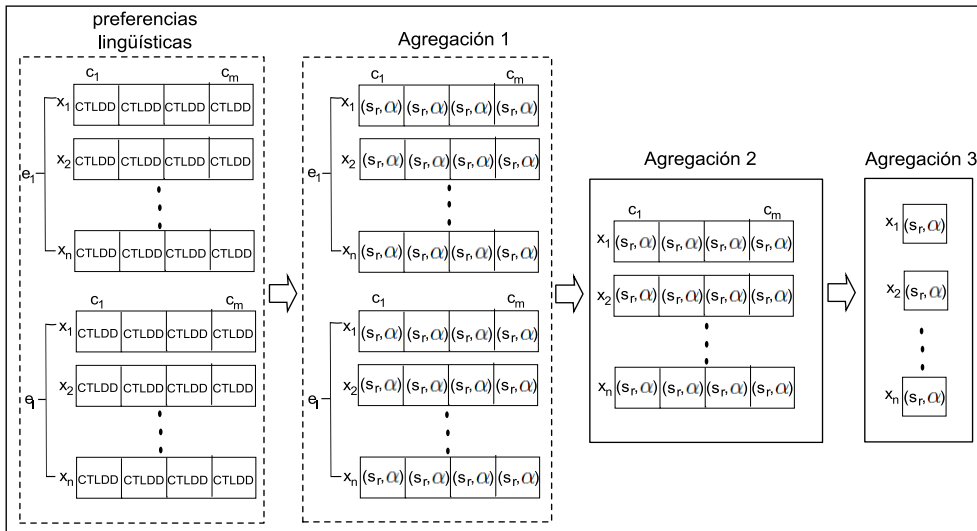 preferencias
lingüísticas
c1 cm
x1 CTLDD CTLDD CTLDD CTLDD
x2 CTLDD CTLDD CTLDD CTLDD
e1
xn CTLDD CTLDD CTLDD CTLDD
c1 cm
x1 CTLDD CTLDD CTLDD CTLDD
x2 CTLDD CTLDD CTLDD CTLDD
xn CTLDD CTLDD CTLDD CTLDD
Agregación 1
c1 cm
x1 (sr,α) (sr,α) (sr,α) (sr,α)
x2 (sr,α) (sr,α) (sr,α) (sr,α)
e1
xn (sr,α) (sr,α) (sr,α) (sr,α)
c1 cm
x1 (sr,α) (sr,α) (sr,α) (sr,α)
x2 (sr,α) (sr,α) (sr,α) (sr,α)
xn (sr,α) (sr,α) (sr,α) (sr,α)
Agregación 2
c1 cm
x1 (sr,α) (sr,α) (sr,α) (sr,α)
x2 (sr,α) (sr,α) (sr,α) (sr,α)
xn (sr,α) (sr,α) (sr,α) (sr,α)
Agregación 3
x1 (sr,α)
x2 (sr,α)
xn (sr,α)